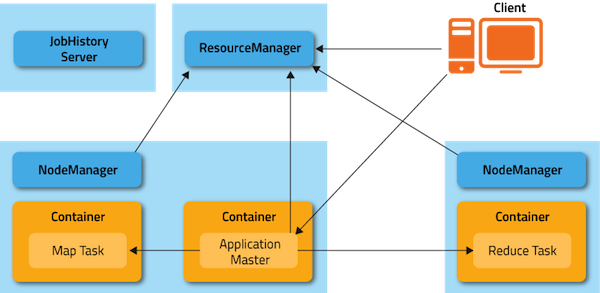 Client
JobHistory
Server
ResourceManager
NodeManager
NodeManager
Container
Container
Container
Map Task
Application
Master
Reduce Task